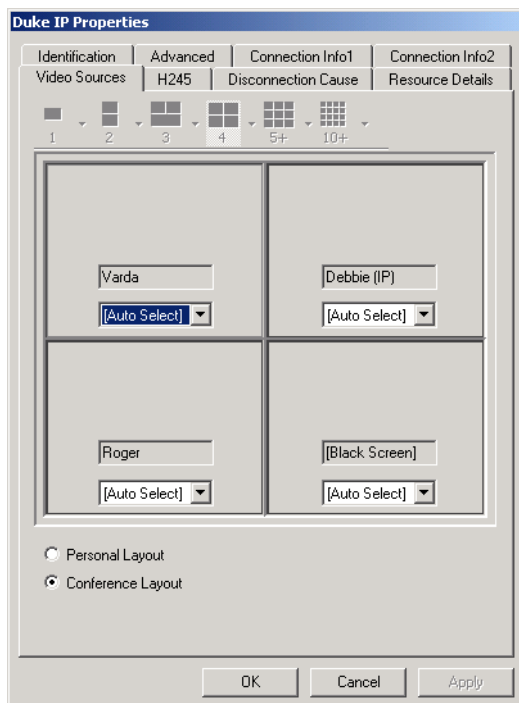 Duke IP Properties
Identification Advanced Connection Info1 Connection Info2
Video Sources H245 Disconnection Cause Resource Details
1 2 3 4 5+ 10+
Varda Debbie (IP)
[Auto Select] [Auto Select]
Roger [Black Screen]
[Auto Select] [Auto Select]
Personal Layout
Conference Layout
OK Cancel Apply